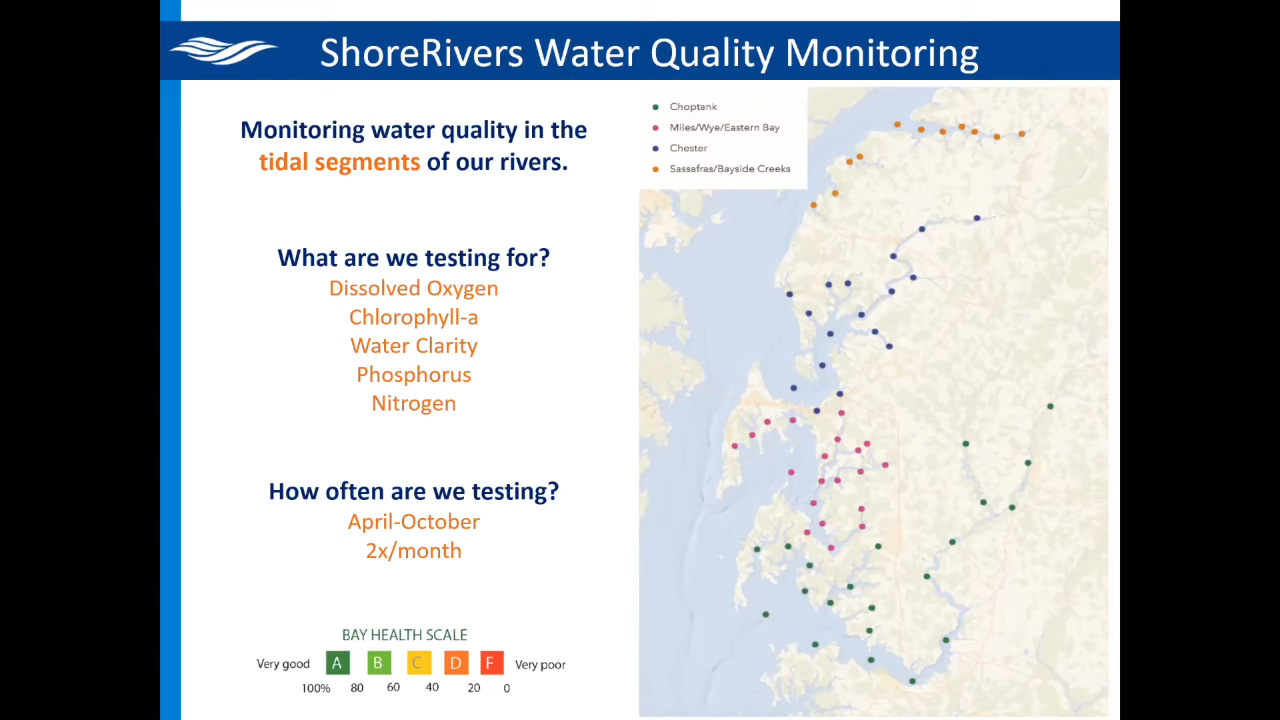 ShoreRivers Water Quality Monitoring
Monitoring water quality in the
tidal segments of our rivers.
What are we testing for?
Dissolved Oxygen
Chlorophyll-a
Water Clarity
Phosphorus
Nitrogen
How often are we testing?
April-October
2x/month
BAY HEALTH SCALE
Very good A B C D F Very poor
100% 80 60 40 20 0
Choptank
Miles/Wye/Eastern Bay
Chester
Sassafras/Bayside Creeks